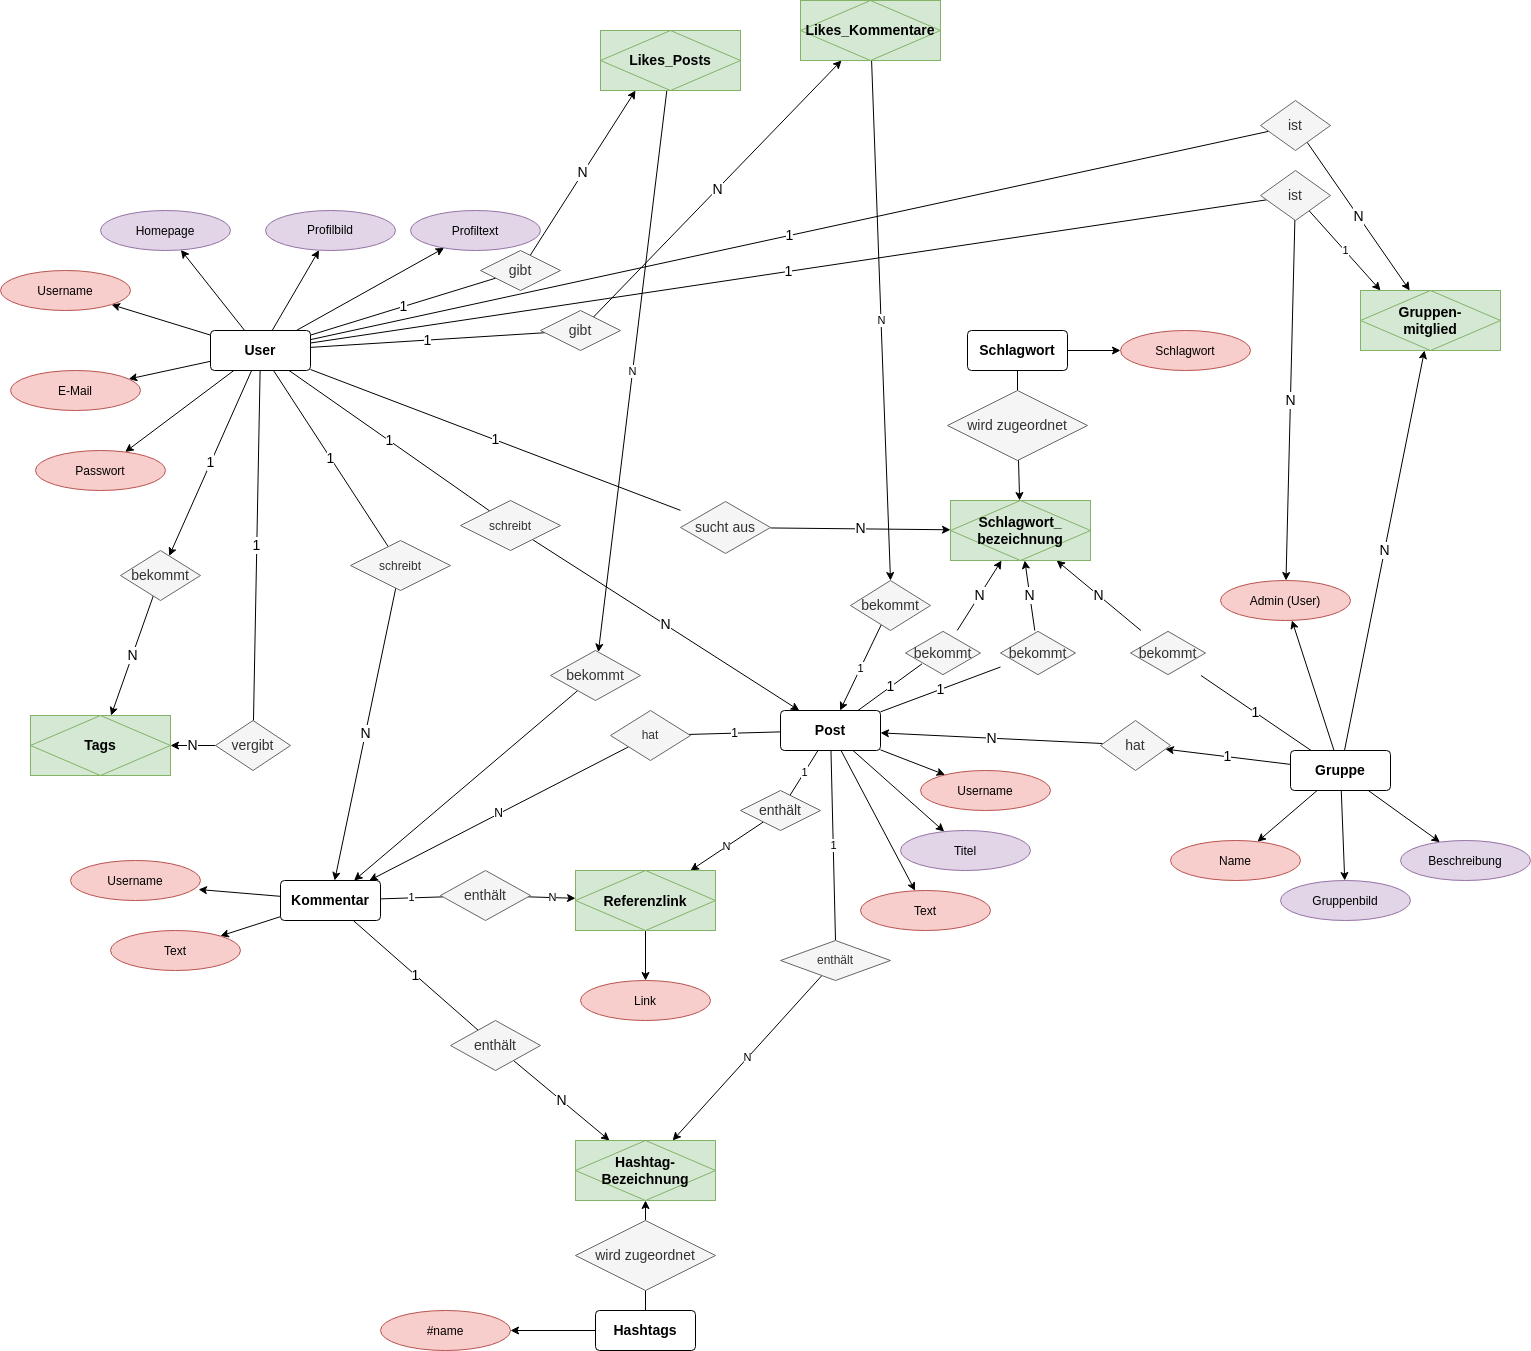 Likes_Kommentare
Likes_Posts
ist
N
N
ist
Homepage
Profilbild
Profiltext
N
1
1
gibt
1
Username
1
Gruppen-
mitglied
N
gibt
1
User
Schlagwort
Schlagwort
N
E-Mail
N
wird zugeordnet
1
1
1
1
Passwort
schreibt
sucht aus
N
Schlagwort_
bezeichnung
1
N
schreibt
bekommt
Admin (User)
bekommt
N
N
N
N
bekommt
bekommt
bekommt
N
1
bekommt
1
1
1
Tags
N
vergibt
N
hat
1
Post
N
hat
1
Gruppe
1
Username
enthält
N
1
N
Titel
Name
Beschreibung
Username
Kommentar
1
enthält
N
Referenzlink
Text
Gruppenbild
Text
enthält
1
Link
enthält
N
N
Hashtag-
Bezeichnung
wird zugeordnet
#name
Hashtags